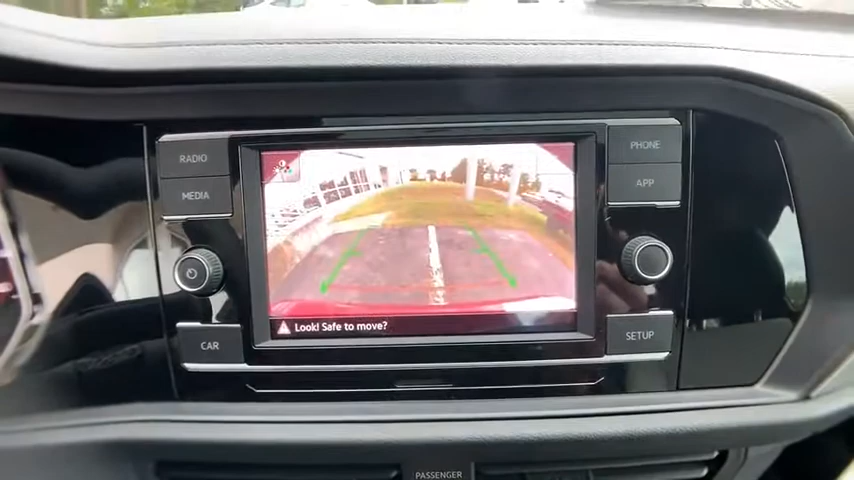 RADIO
MEDIA
CAR
Look! Safe to move?
PHONE
APP
SETUP
PASSENGER